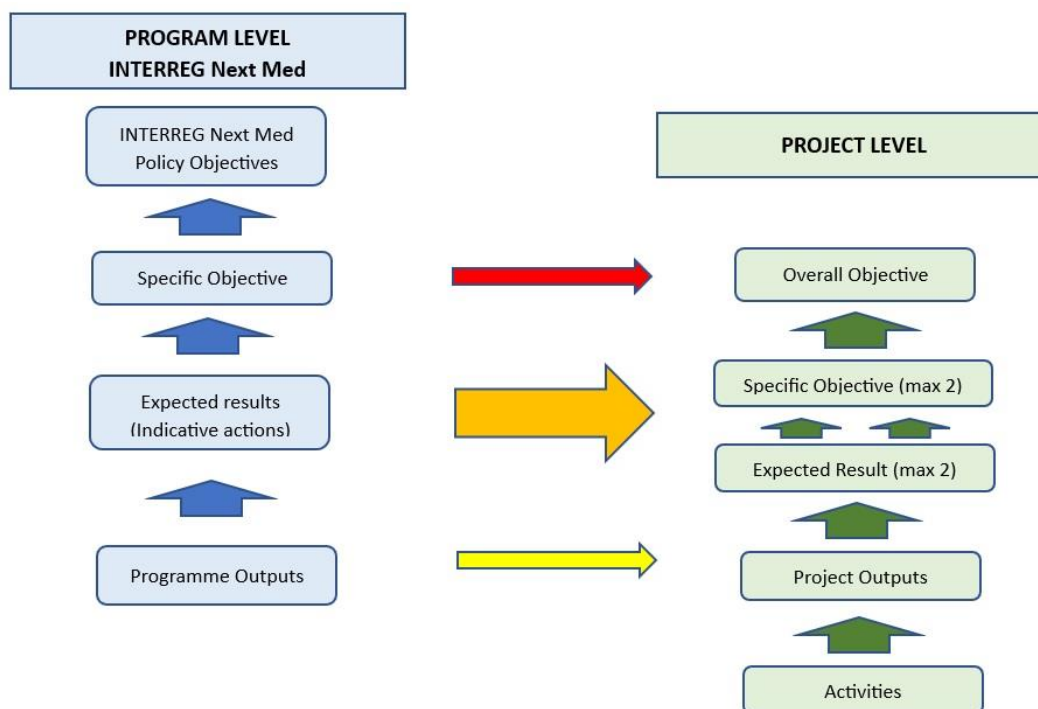 PROGRAM LEVEL
INTERREG Next Med
INTERREG Next Med
Policy Objectives
Specific Objective
Expected results
(Indicative actions)
Programme Outputs
PROJECT LEVEL
Overall Objective
Specific Objective (max 2)
Expected Result (max 2)
Project Outputs
Activities